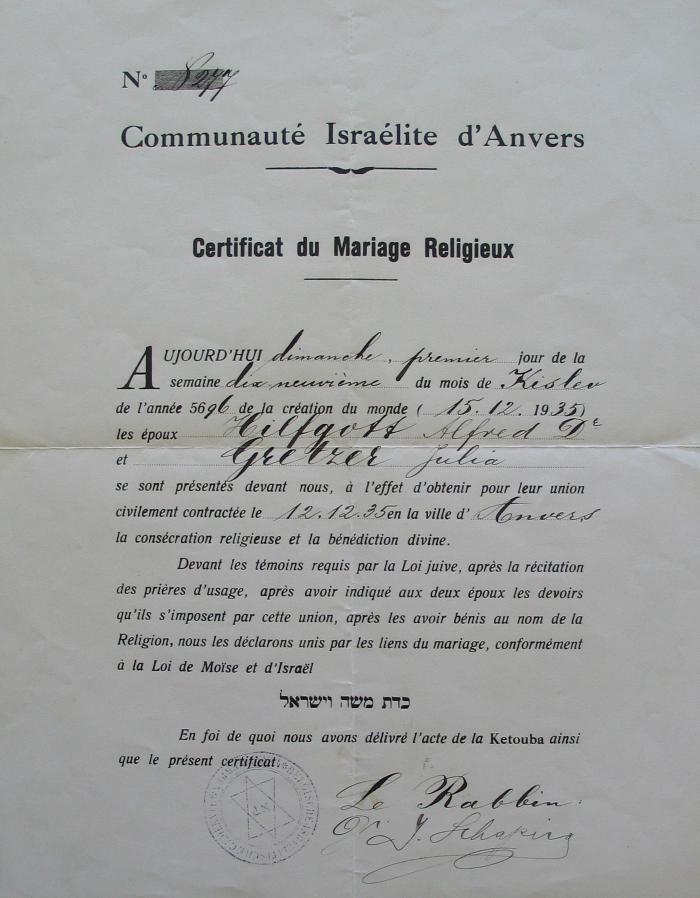 N° 8277
Communauté Israélite d'Anvers
Certificat du Mariage Religieux
AUJOURD'HUI dimanche, premier jour de la
semaine dix neuvième du mois de Kislev
de l'année 5696 de la création du monde ( 15.12. 1935)
les époux Hilfgott Alfred Dr
et Gretzer Julia
se sont présentés devant nous, à l'effet d'obtenir pour leur union
civilement contractée le 12.12.35 en la ville d' Anvers
la consécration religieuse et la bénédiction divine.
Devant les témoins requis par la Loi juive, après la récitation
des prières d'usage, après avoir indiqué aux deux époux les devoirs
qu'ils s'imposent par cette union, après les avoir bénis au nom de la
Religion, nous les déclarons unis par les liens du mariage, conformément
à la Loi de Moïse et d'Israël
כדת משה וישראל
En foi de quoi nous avons délivré l'acte de la Ketouba ainsi
que le présent certificat.
Le Rabbin:
J. Schapira